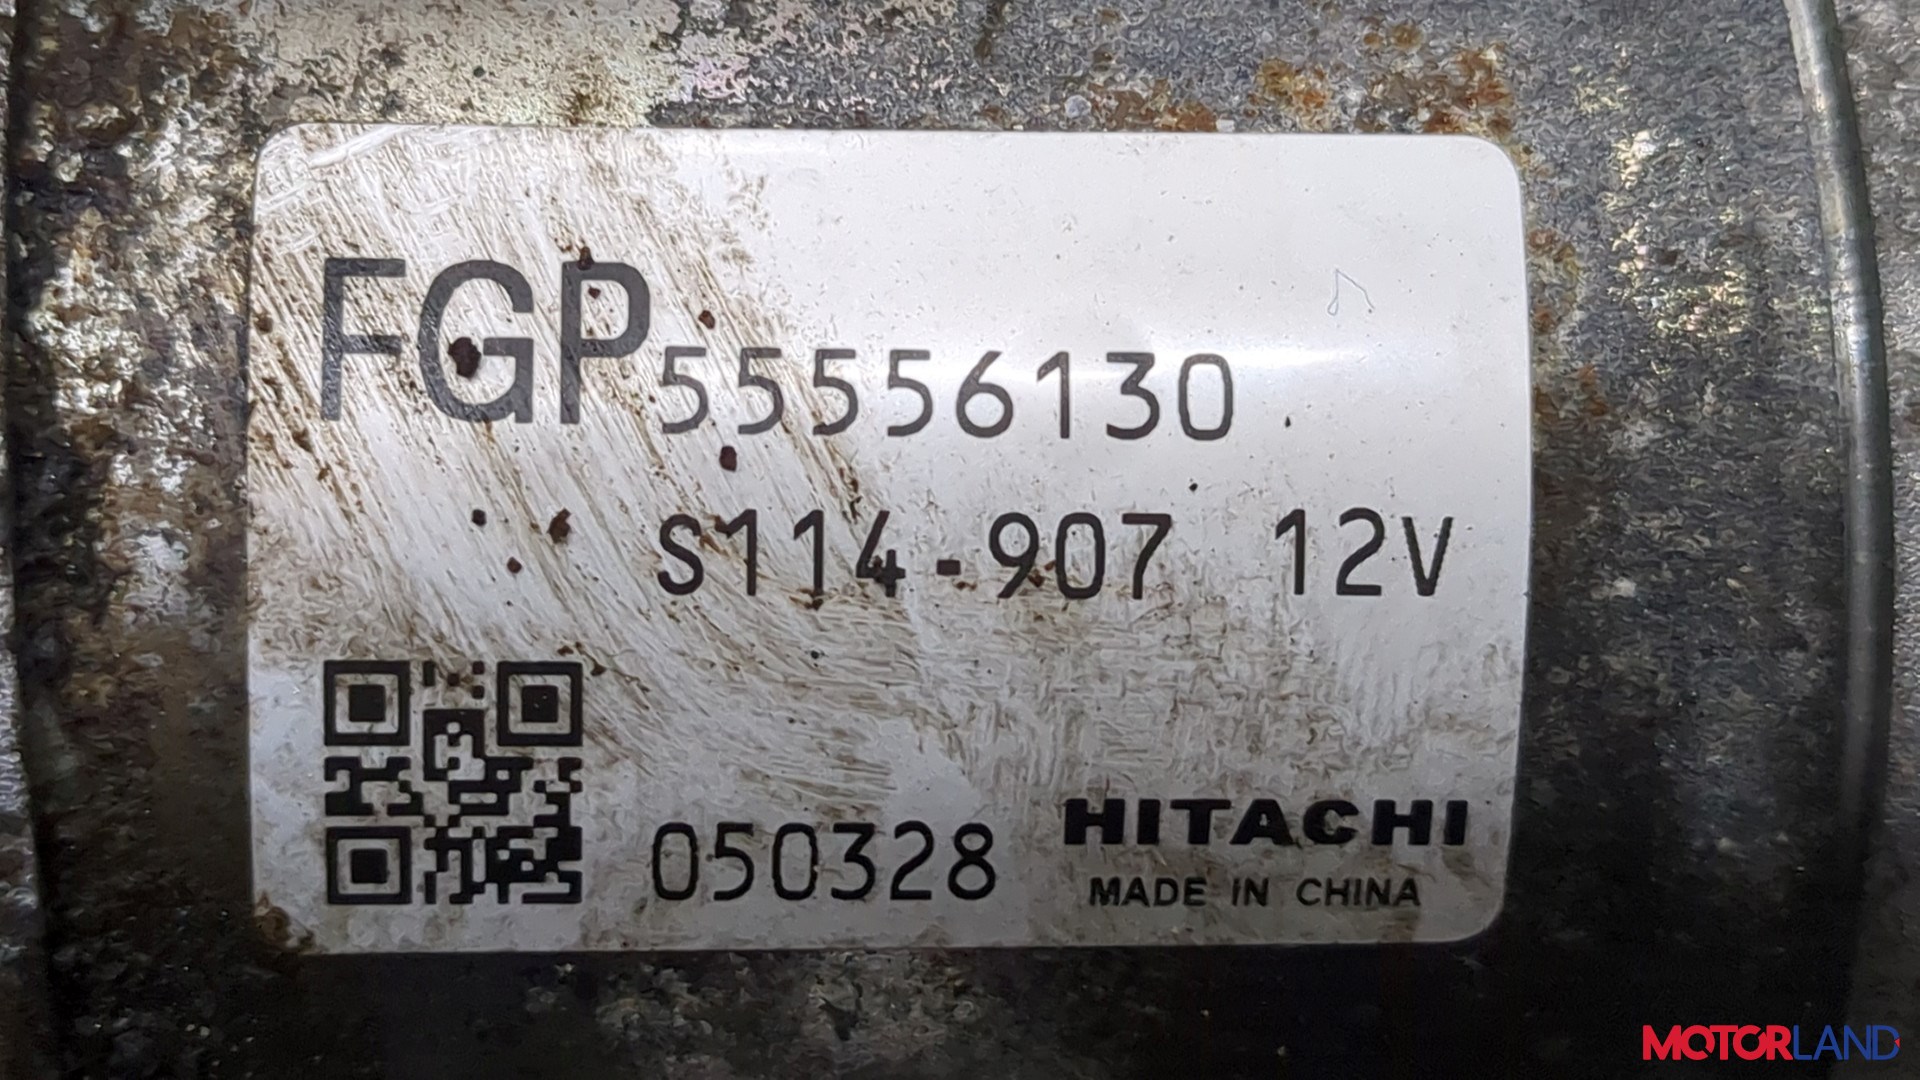 FGP 55556130
S114-907 12V
050328
HITACHI
MADE IN CHINA
MOTORLAND